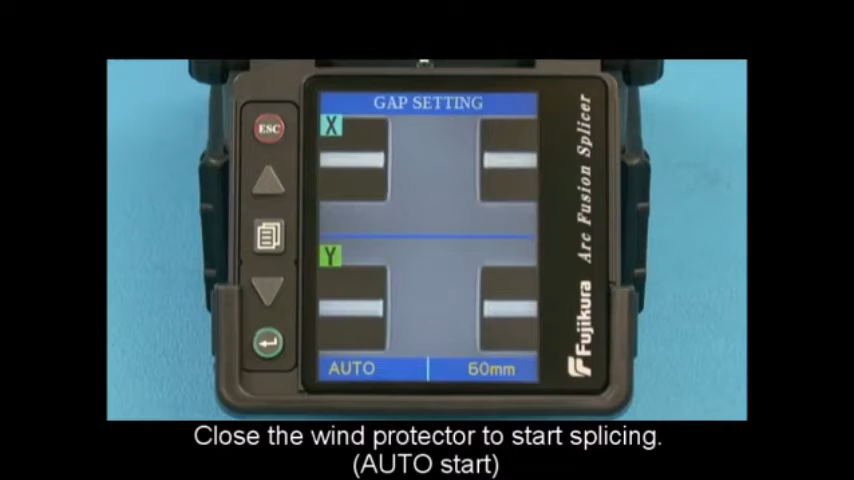 GAP SETTING
X
Y
AUTO
60mm
ESC
Arc Fusion Splicer
Fujikura
Close the wind protector to start splicing.
(AUTO start)